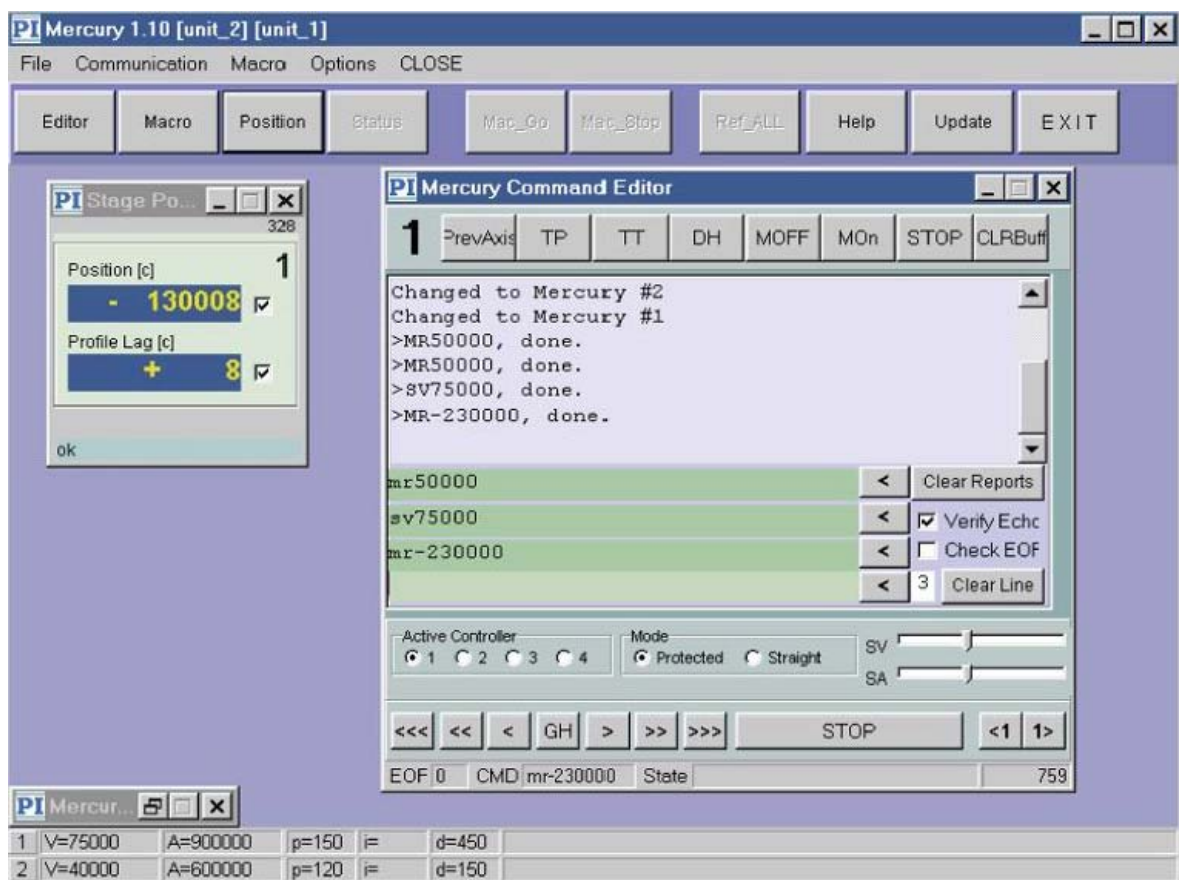 PI Mercury 1.10 [unit_2] [unit_1]
File Communication Macro Options CLOSE
Editor Macro Position Status Mac_Go Mac_Stop Ref_ALL Help Update EXIT
PI Stage Po...
328
Position [c] 1
- 130008
Profile Lag [c]
+ 8
ok
PI Mercury Command Editor
1 PrevAxis TP TT DH MOFF MOn STOP CLRBuff
Changed to Mercury #2
Changed to Mercury #1
>MR50000, done.
>MR50000, done.
>SV75000, done.
>MR-230000, done.
mr50000 < Clear Reports
sv75000 < Verify Echo
mr-230000 < Check EOF
< 3 Clear Line
Active Controller Mode
1 2 3 4 Protected Straight SV
SA
<<< << < GH > >> >>> STOP <1 1>
EOF 0 CMD mr-230000 State 759
PI Mercur...
1 V=75000 A=900000 p=150 i= d=450
2 V=40000 A=600000 p=120 i= d=150